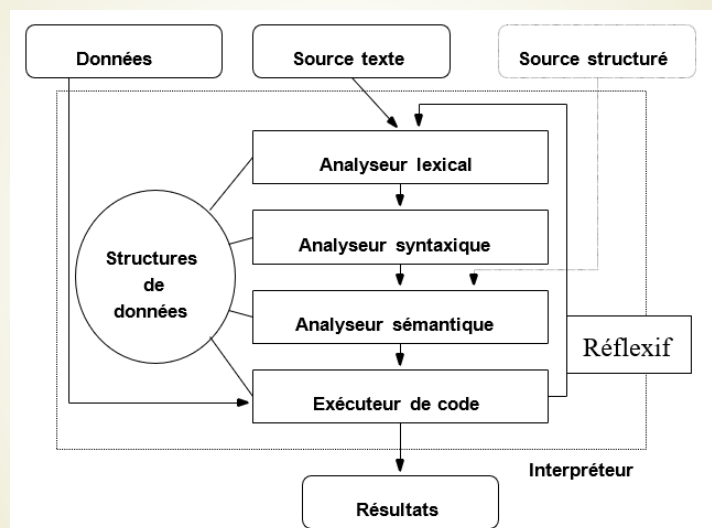 Données
Source texte
Source structuré
Analyseur lexical
Analyseur syntaxique
Structures
de
données
Analyseur sémantique
Réflexif
Exécuteur de code
Interpréteur
Résultats